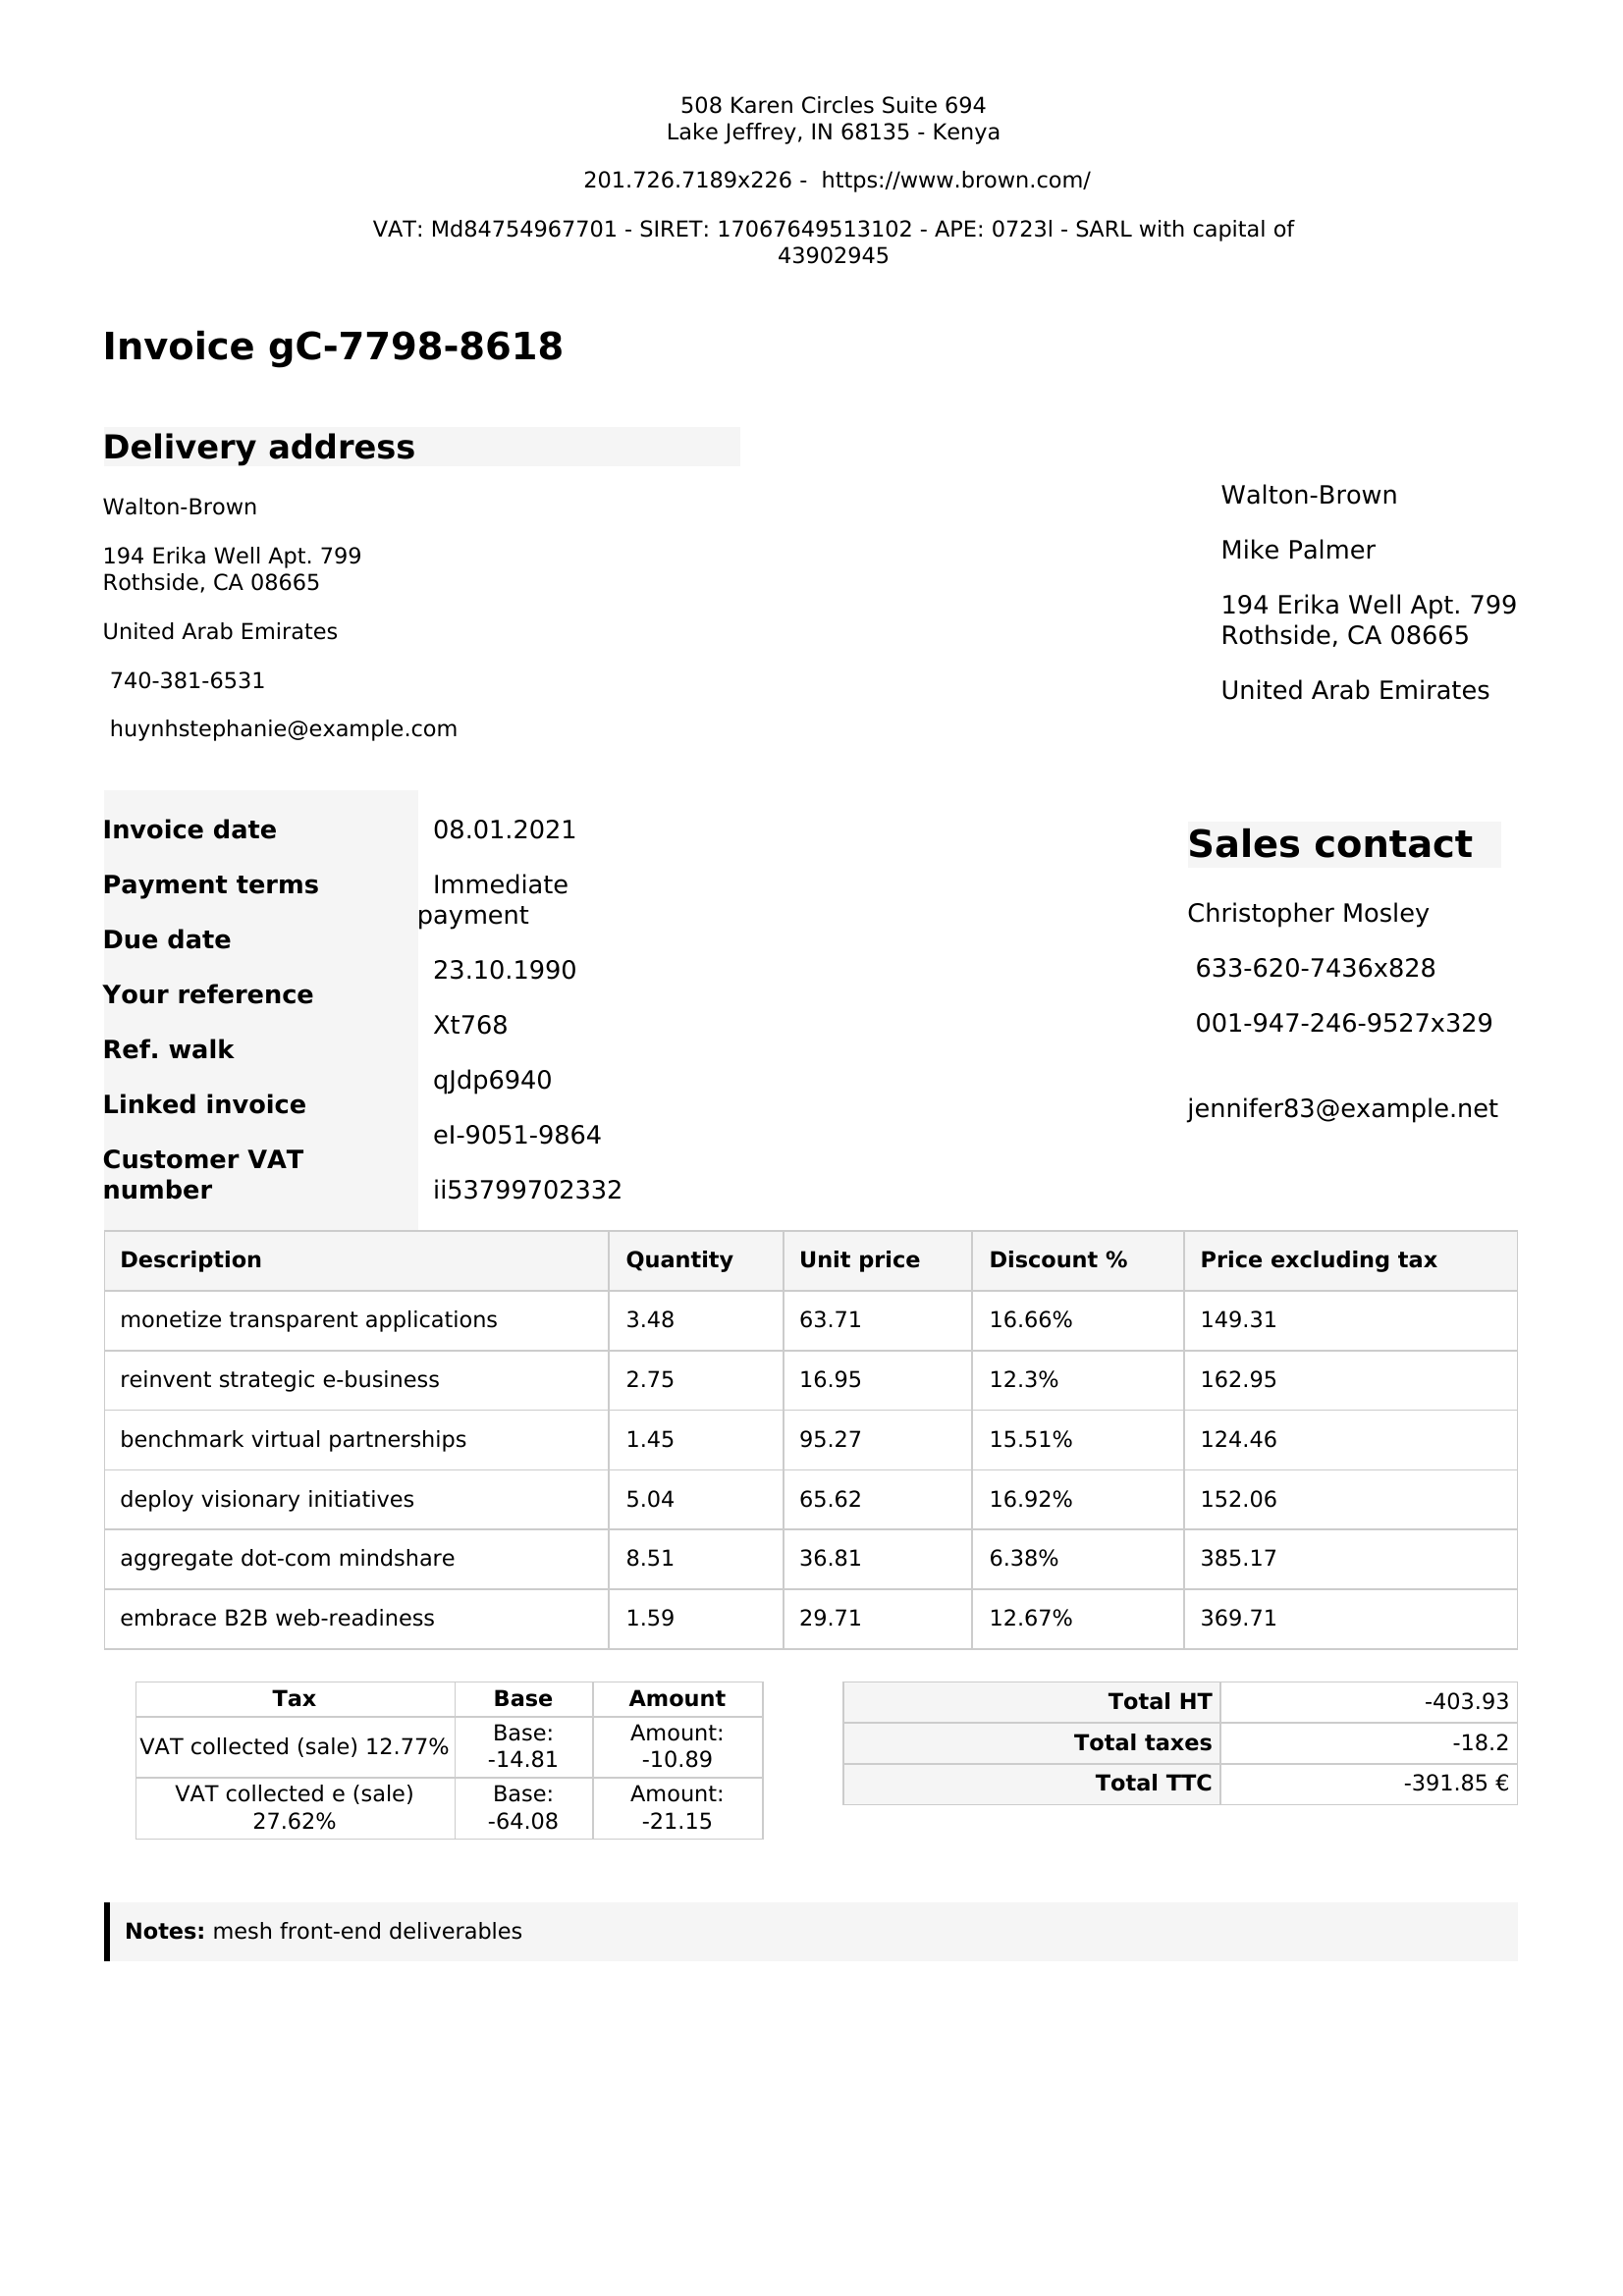 508 Karen Circles Suite 694
Lake Jeffrey, IN 68135 - Kenya
201.726.7189x226 -  https://www.brown.com/
VAT: Md84754967701 - SIRET: 17067649513102 - APE: 0723l - SARL with capital of
43902945
Invoice gC-7798-8618
Delivery address
Walton-Brown
194 Erika Well Apt. 799
Rothside, CA 08665
United Arab Emirates
740-381-6531
huynhstephanie@example.com
Walton-Brown
Mike Palmer
194 Erika Well Apt. 799
Rothside, CA 08665
United Arab Emirates
Invoice date
Payment terms
Due date
Your reference
Ref. walk
Linked invoice
Customer VAT
number
08.01.2021
Immediate
payment
23.10.1990
Xt768
qJdp6940
eI-9051-9864
ii53799702332
Sales contact
Christopher Mosley
633-620-7436x828
001-947-246-9527x329
jennifer83@example.net
Description Quantity Unit price Discount % Price excluding tax
monetize transparent applications 3.48 63.71 16.66% 149.31
reinvent strategic e-business 2.75 16.95 12.3% 162.95
benchmark virtual partnerships 1.45 95.27 15.51% 124.46
deploy visionary initiatives 5.04 65.62 16.92% 152.06
aggregate dot-com mindshare 8.51 36.81 6.38% 385.17
embrace B2B web-readiness 1.59 29.71 12.67% 369.71
Tax Base Amount
VAT collected (sale) 12.77% Base: -14.81 Amount: -10.89
VAT collected e (sale) 27.62% Base: -64.08 Amount: -21.15
Total HT -403.93
Total taxes -18.2
Total TTC -391.85 €
Notes: mesh front-end deliverables